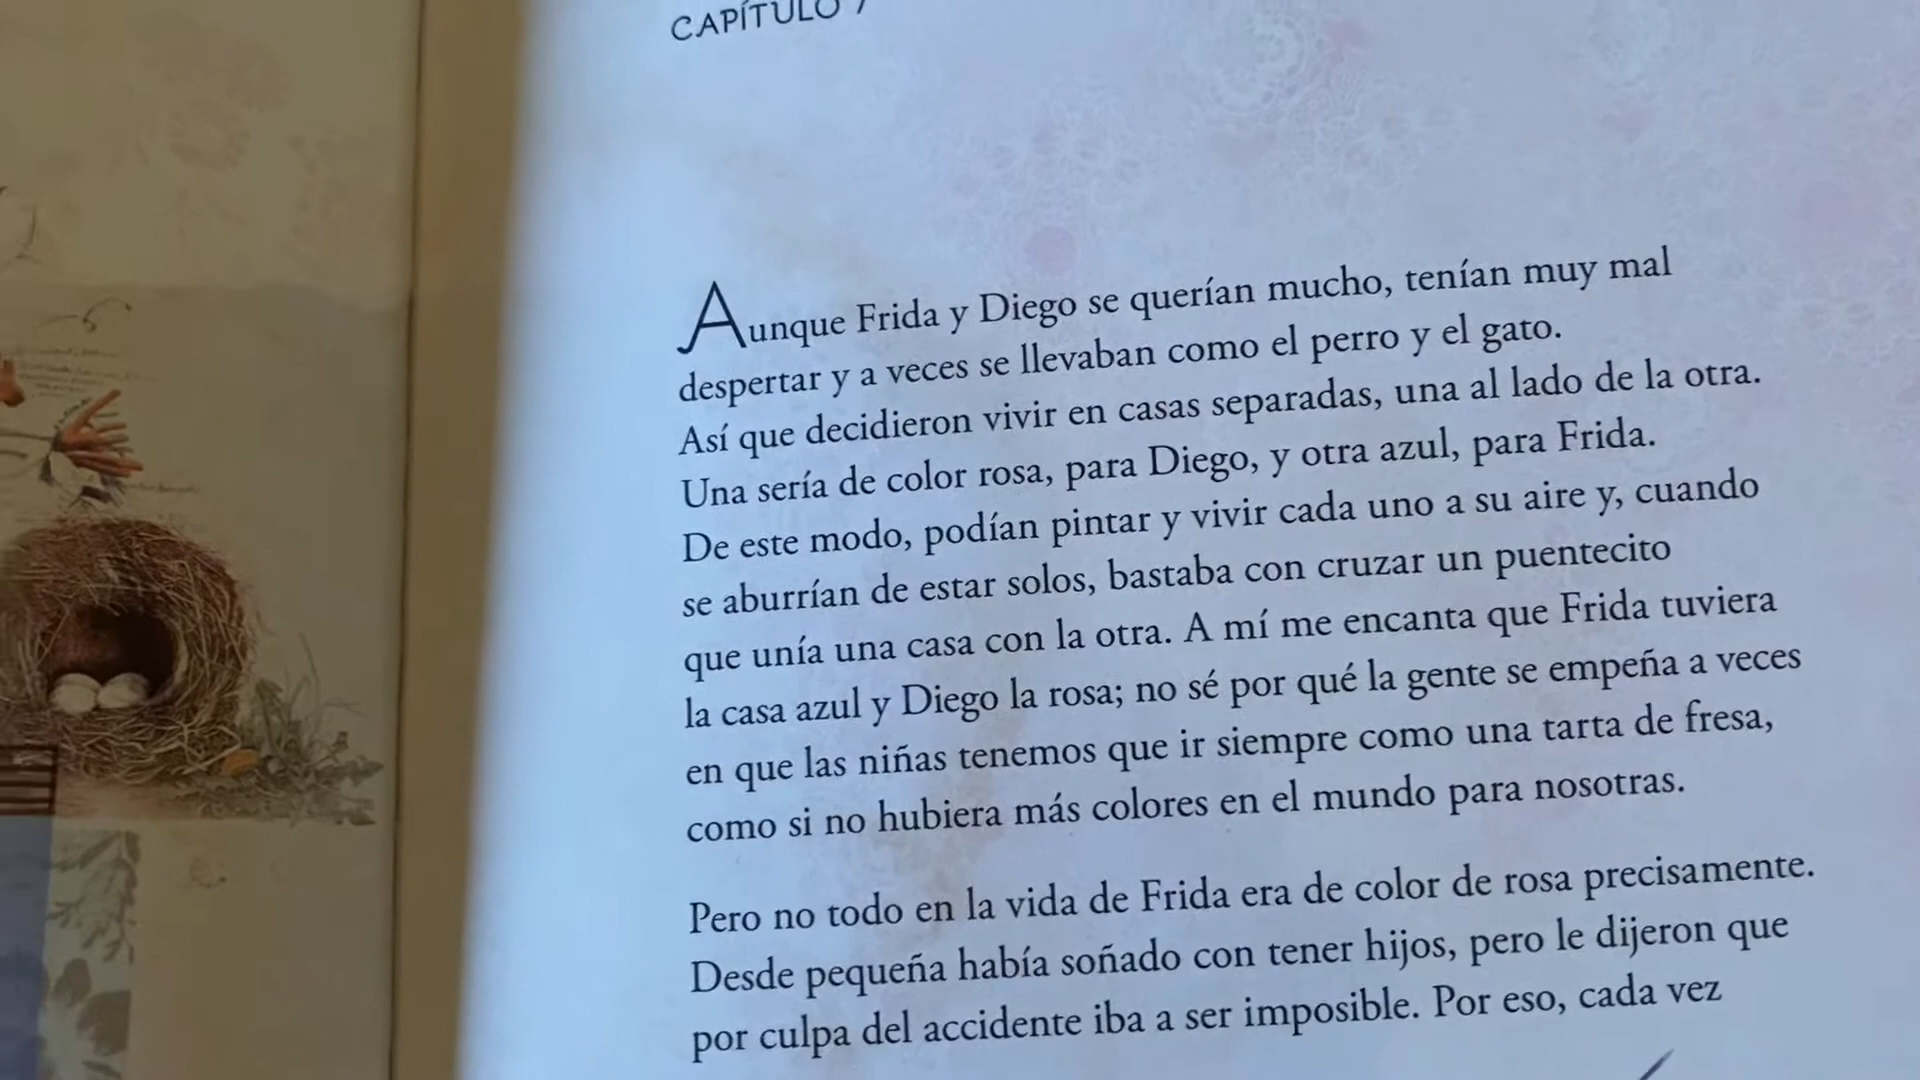 CAPÍTULO 7
Aunque Frida y Diego se querían mucho, tenían muy mal
despertar y a veces se llevaban como el perro y el gato.
Así que decidieron vivir en casas separadas, una al lado de la otra.
Una sería de color rosa, para Diego, y otra azul, para Frida.
De este modo, podían pintar y vivir cada uno a su aire y, cuando
se aburrían de estar solos, bastaba con cruzar un puentecito
que unía una casa con la otra. A mí me encanta que Frida tuviera
la casa azul y Diego la rosa; no sé por qué la gente se empeña a veces
en que las niñas tenemos que ir siempre como una tarta de fresa,
como si no hubiera más colores en el mundo para nosotras.
Pero no todo en la vida de Frida era de color de rosa precisamente.
Desde pequeña había soñado con tener hijos, pero le dijeron que
por culpa del accidente iba a ser imposible. Por eso, cada vez